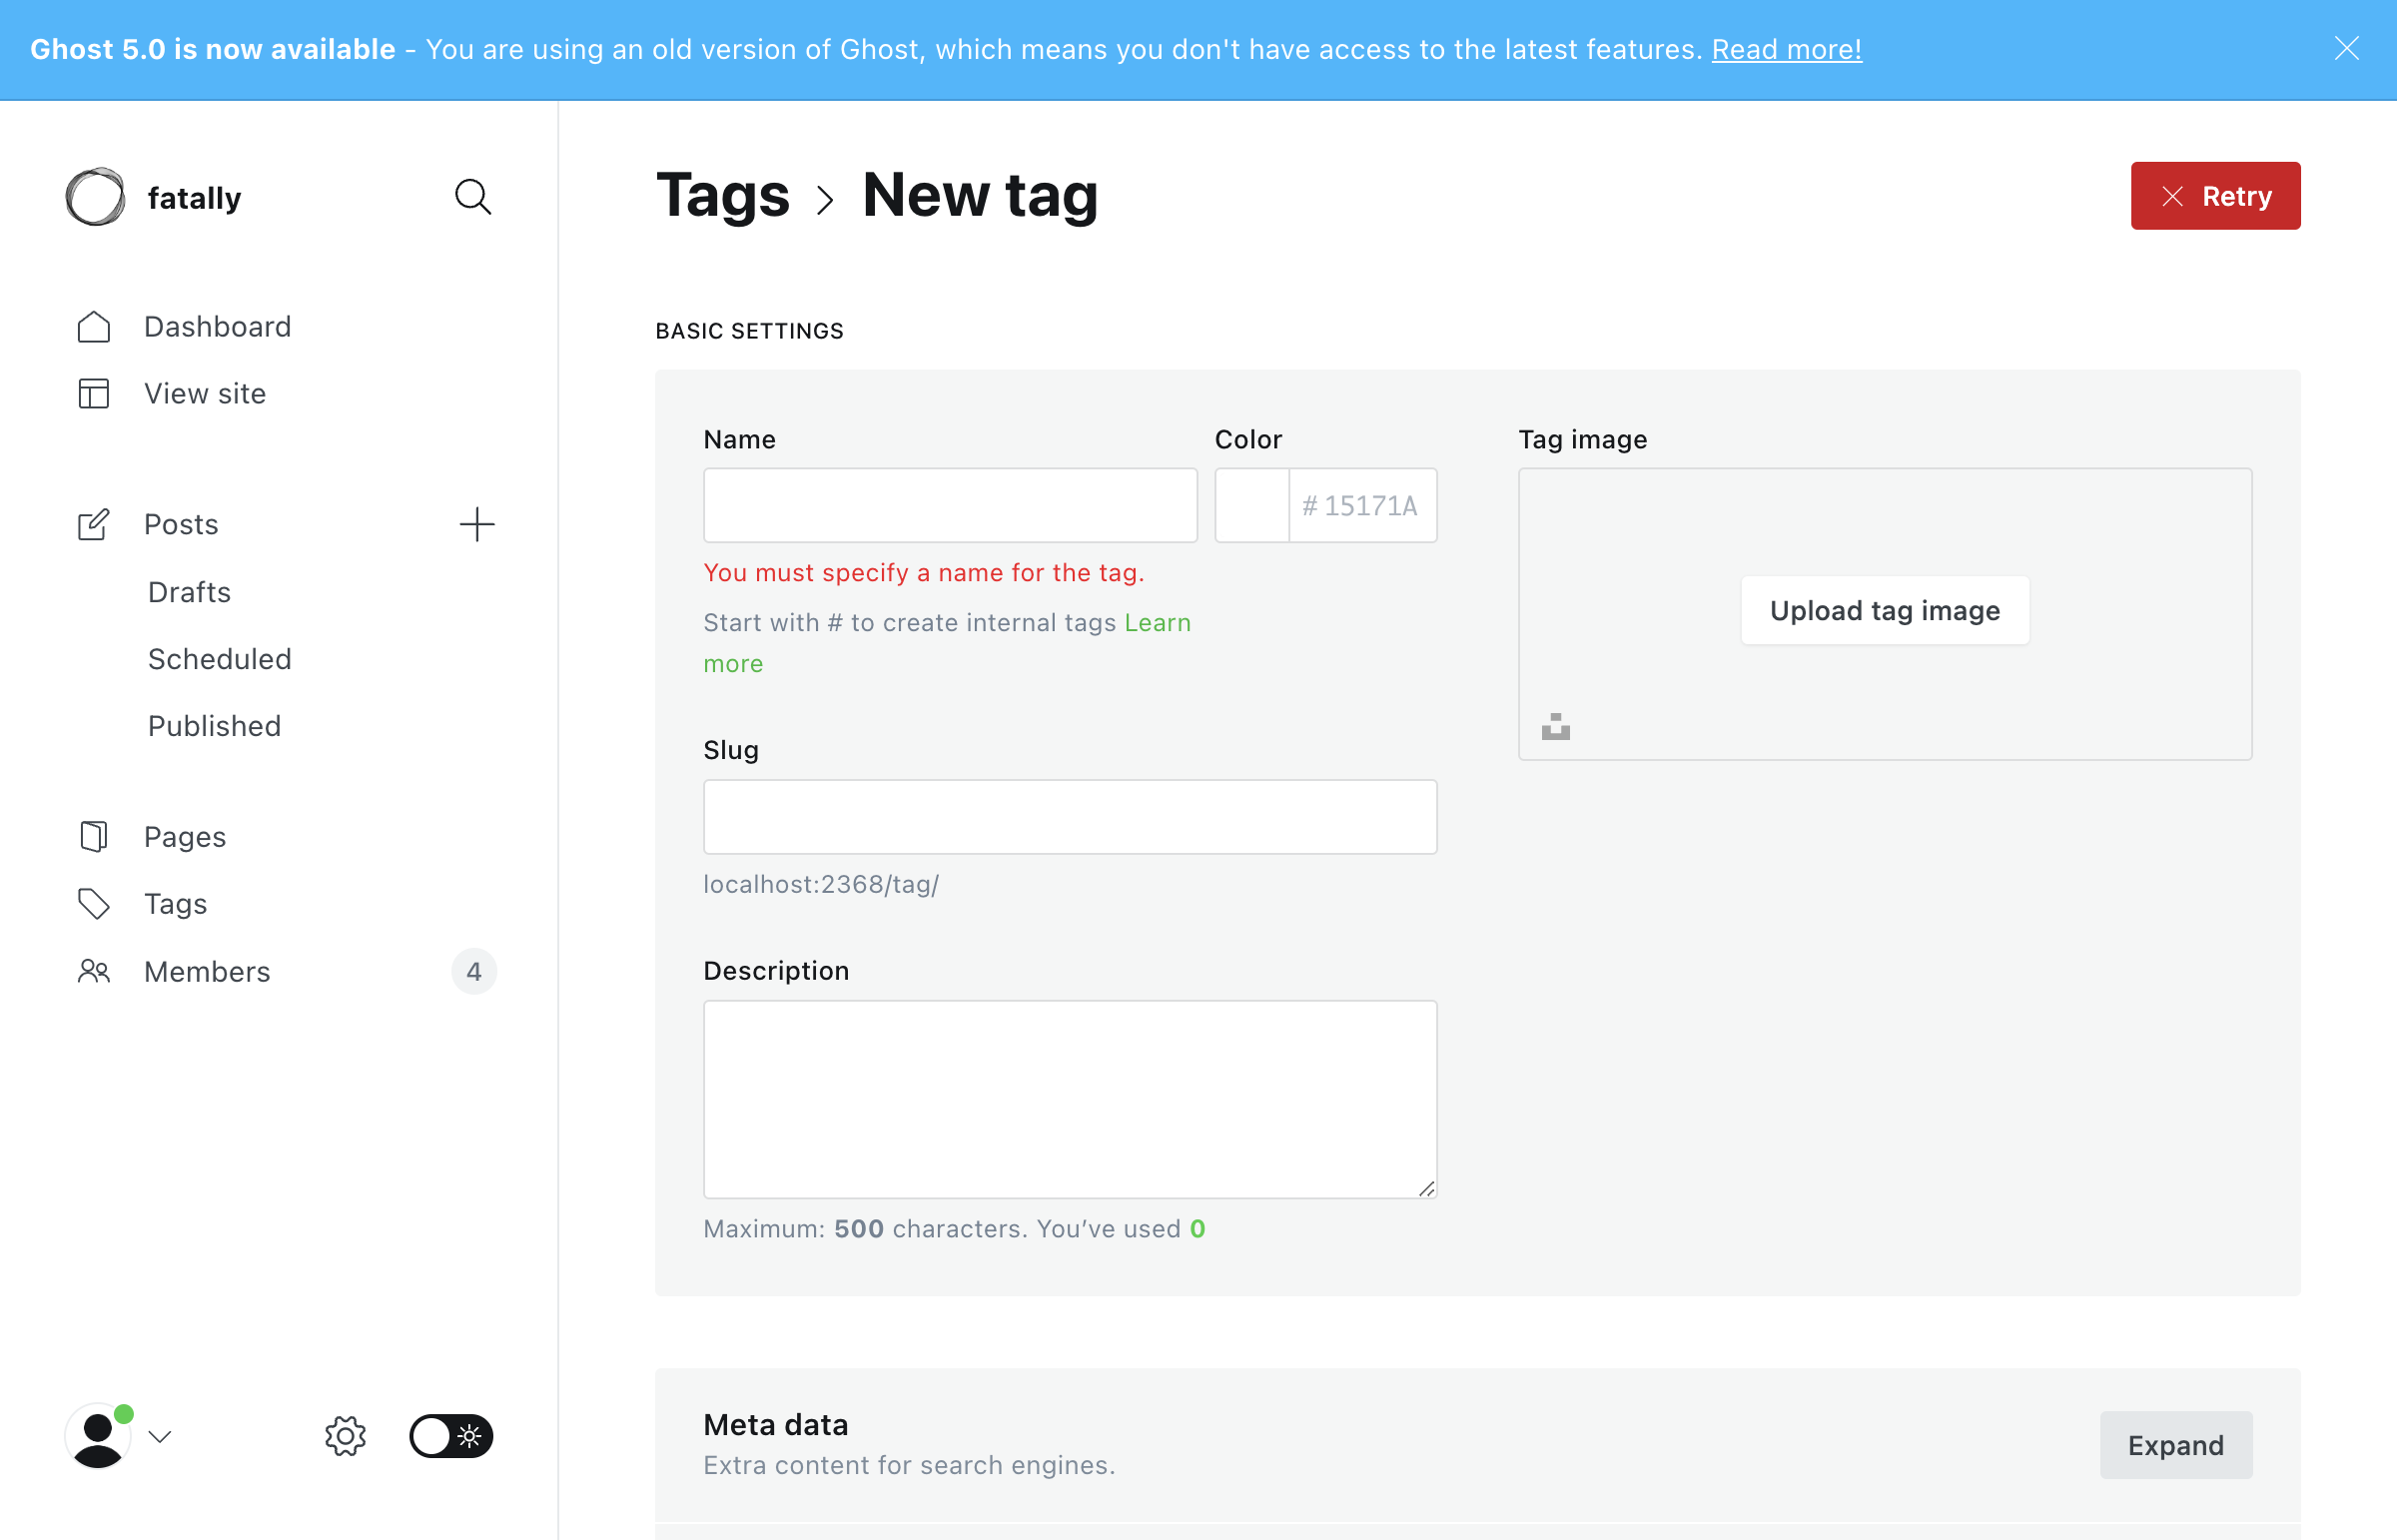 Ghost 5.0 is now available - You are using an old version of Ghost, which means you don't have access to the latest features. Read more!
fatally
Dashboard
View site
Posts
Drafts
Scheduled
Published
Pages
Tags
Members 4
Tags > New tag
Retry
BASIC SETTINGS
Name
Color
# 15171A
You must specify a name for the tag.
Start with # to create internal tags Learn
more
Slug
localhost:2368/tag/
Description
Maximum: 500 characters. You’ve used 0
Tag image
Upload tag image
Meta data
Extra content for search engines.
Expand